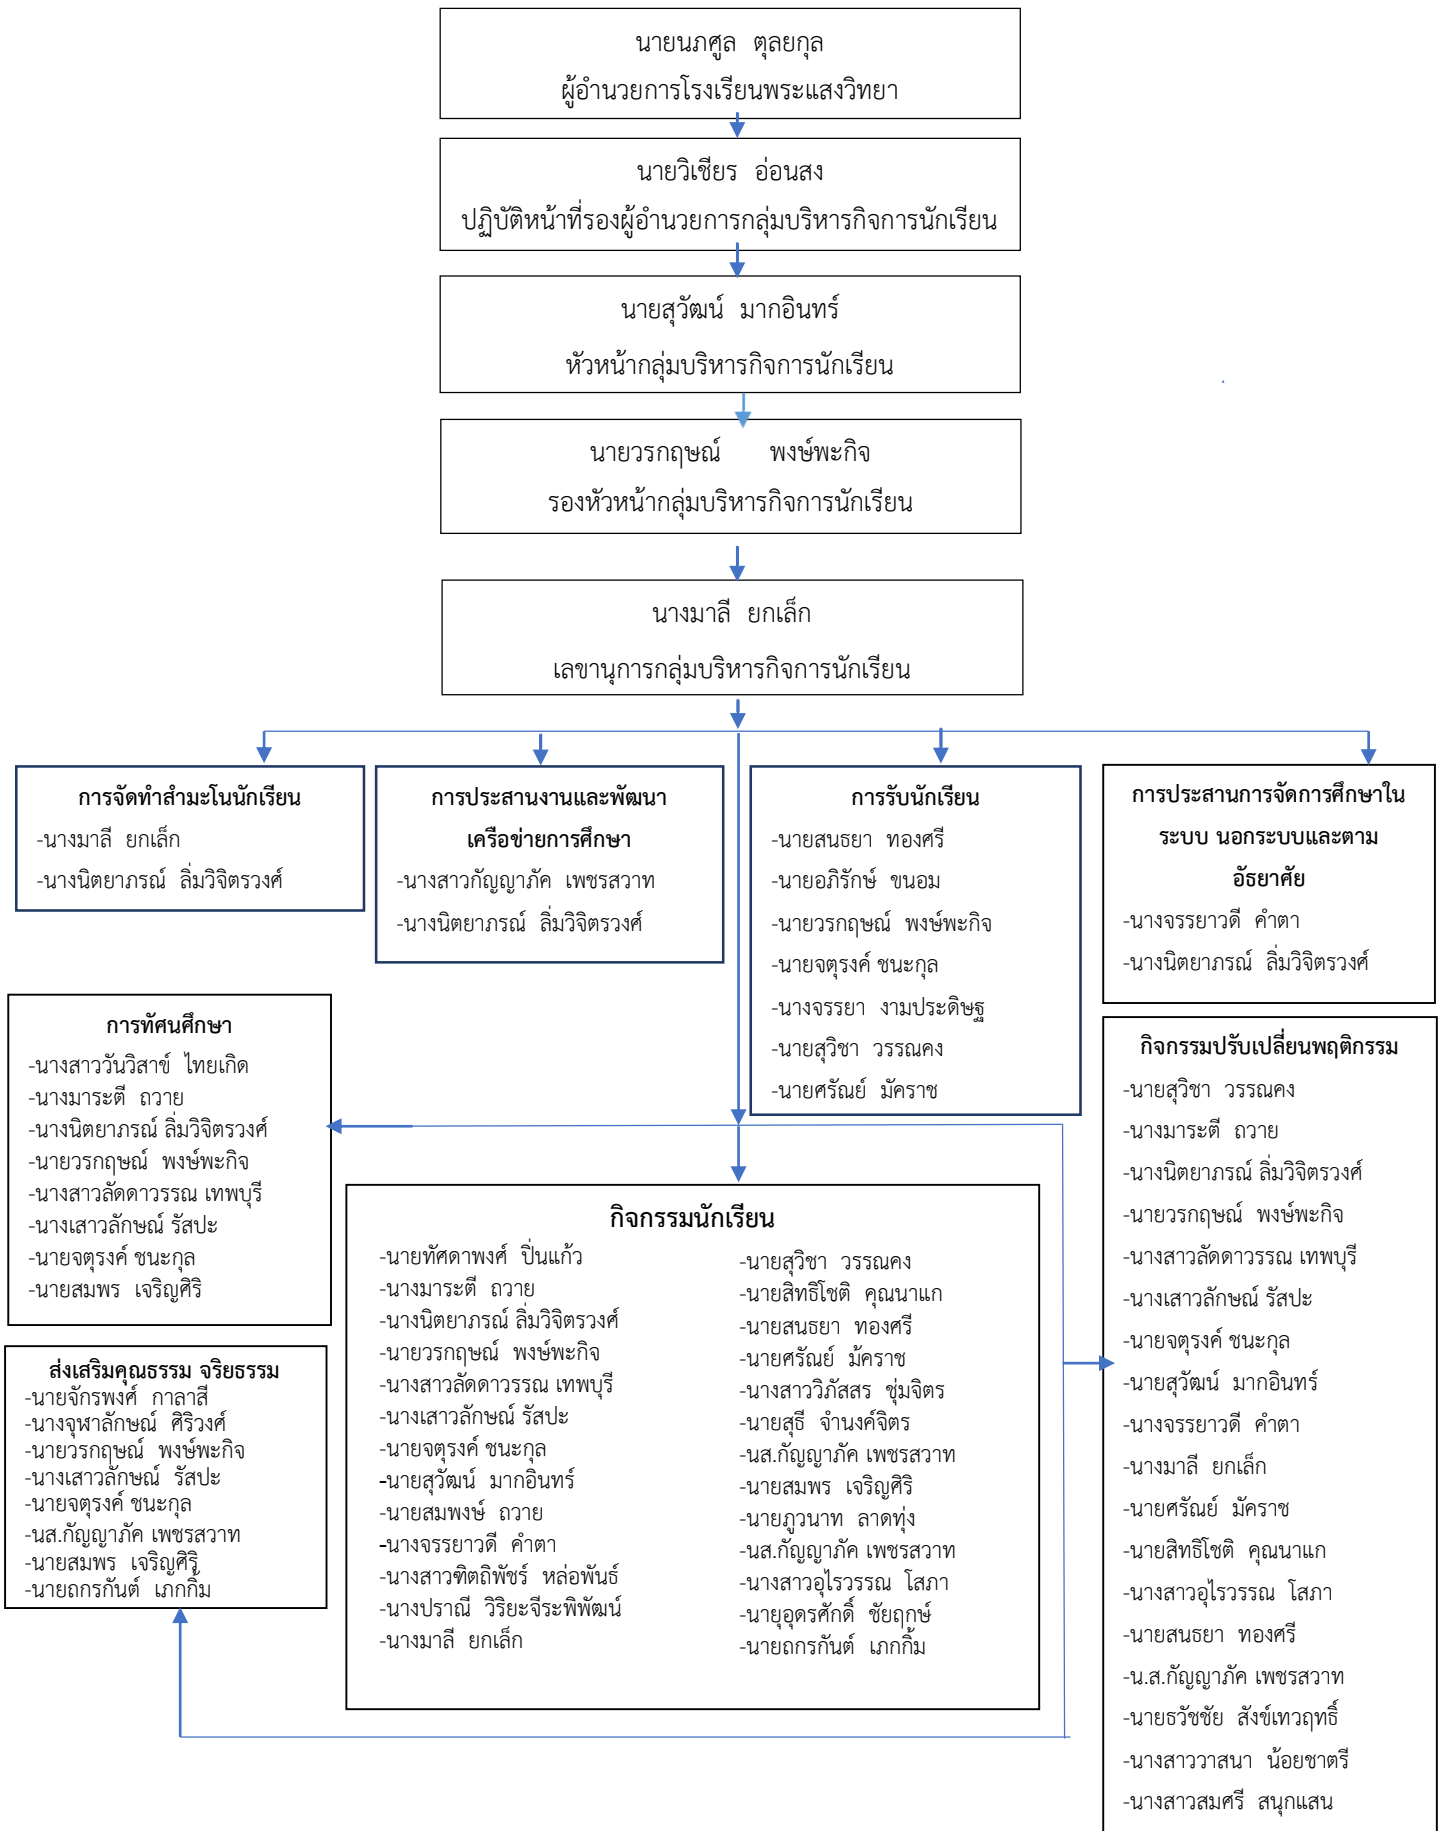 นายนภศูล  ตุลยกุล
ผู้อำนวยการโรงเรียนพระแสงวิทยา
นายวิเชียร  อ่อนสง
ปฏิบัติหน้าที่รองผู้อำนวยการกลุ่มบริหารกิจการนักเรียน
นายสุวัฒน์  มากอินทร์
หัวหน้ากลุ่มบริหารกิจการนักเรียน
นายวรกฤษณ์  พงษ์พะกิจ
รองหัวหน้ากลุ่มบริหารกิจการนักเรียน
นางมาลี  ยกเล็ก
เลขานุการกลุ่มบริหารกิจการนักเรียน
การจัดทำสำมะโนนักเรียน
-นางมาลี  ยกเล็ก
-นางนิตยาภรณ์  ลิ่มวิจิตรวงศ์
การประสานงานและพัฒนา
เครือข่ายการศึกษา
-นางสาวกัญญาภัค  เพชรสวาท
-นางนิตยาภรณ์  ลิ่มวิจิตรวงศ์
การรับนักเรียน
-นายสนธยา  ทองศรี
-นายอภิรักษ์  ขนอม
-นายวรกฤษณ์  พงษ์พะกิจ
-นายจตุรงค์ ชนะกุล
-นางจรรยา  งามประดิษฐ
-นายสุวิชา  วรรณคง
-นายศรัณย์  มัคราช
การประสานการจัดการศึกษาใน
ระบบ นอกระบบและตาม
อัธยาศัย
-นางจรรยาวดี  คำตา
-นางนิตยาภรณ์  ลิ่มวิจิตรวงศ์
การทัศนศึกษา
-นางสาววันวิสาข์  ไทยเกิด
-นางมาระตี  ถวาย
-นางนิตยาภรณ์ ลิ่มวิจิตรวงศ์
-นายวรกฤษณ์  พงษ์พะกิจ
-นางสาวลัดดาวรรณ เทพบุรี
-นางเสาวลักษณ์ รัสปะ
-นายจตุรงค์ ชนะกุล
-นายสมพร  เจริญศิริ
ส่งเสริมคุณธรรม จริยธรรม
-นายจักรพงศ์  กาลาสี
-นางจุฬาลักษณ์  ศิริวงศ์
-นายวรกฤษณ์  พงษ์พะกิจ
-นางเสาวลักษณ์  รัสปะ
-นายจตุรงค์ ชนะกุล
-นส.กัญญาภัค เพชรสวาท
-นายสมพร  เจริญศิริ
-นายถกรกันต์  เภกกิ้ม
กิจกรรมนักเรียน
-นายทัศดาพงศ์  ปิ่นแก้ว
-นางมาระตี  ถวาย
-นางนิตยาภรณ์ ลิ่มวิจิตรวงศ์
-นายวรกฤษณ์  พงษ์พะกิจ
-นางสาวลัดดาวรรณ เทพบุรี
-นางเสาวลักษณ์ รัสปะ
-นายจตุรงค์ ชนะกุล
-นายสุวัฒน์  มากอินทร์
-นายสมพงษ์  ถวาย
-นางจรรยาวดี  คำตา
-นางสาวฑิตถิพัชร์  หล่อพันธ์
-นางปราณี  วิริยะจีระพิพัฒน์
-นางมาลี  ยกเล็ก
-นายสุวิชา  วรรณคง
-นายสิทธิโชติ  คุณนาแก
-นายสนธยา  ทองศรี
-นายศรัณย์  มัคราช
-นางสาววิภัสสร  ชุ่มจิตร
-นายสุธี  จำนงค์จิตร
-นส.กัญญาภัค เพชรสวาท
-นายสมพร  เจริญศิริ
-นายภูวนาท  ลาดทุ่ง
-นส.กัญญาภัค เพชรสวาท
-นางสาวอุไรวรรณ  โสภา
-นายุอุดรศักดิ์  ชัยฤกษ์
-นายถกรกันต์  เภกกิ้ม
กิจกรรมปรับเปลี่ยนพฤติกรรม
-นายสุวิชา  วรรณคง
-นางมาระตี  ถวาย
-นางนิตยาภรณ์ ลิ่มวิจิตรวงศ์
-นายวรกฤษณ์  พงษ์พะกิจ
-นางสาวลัดดาวรรณ เทพบุรี
-นางเสาวลักษณ์ รัสปะ
-นายจตุรงค์ ชนะกุล
-นายสุวัฒน์  มากอินทร์
-นางจรรยาวดี  คำตา
-นางมาลี  ยกเล็ก
-นายศรัณย์  มัคราช
-นายสิทธิโชติ  คุณนาแก
-นางสาวอุไรวรรณ  โสภา
-นายสนธยา  ทองศรี
-น.ส.กัญญาภัค เพชรสวาท
-นายธวัชชัย  สังข์เทวฤทธิ์
-นางสาววาสนา  น้อยชาตรี
-นางสาวสมศรี  สนุกแสน